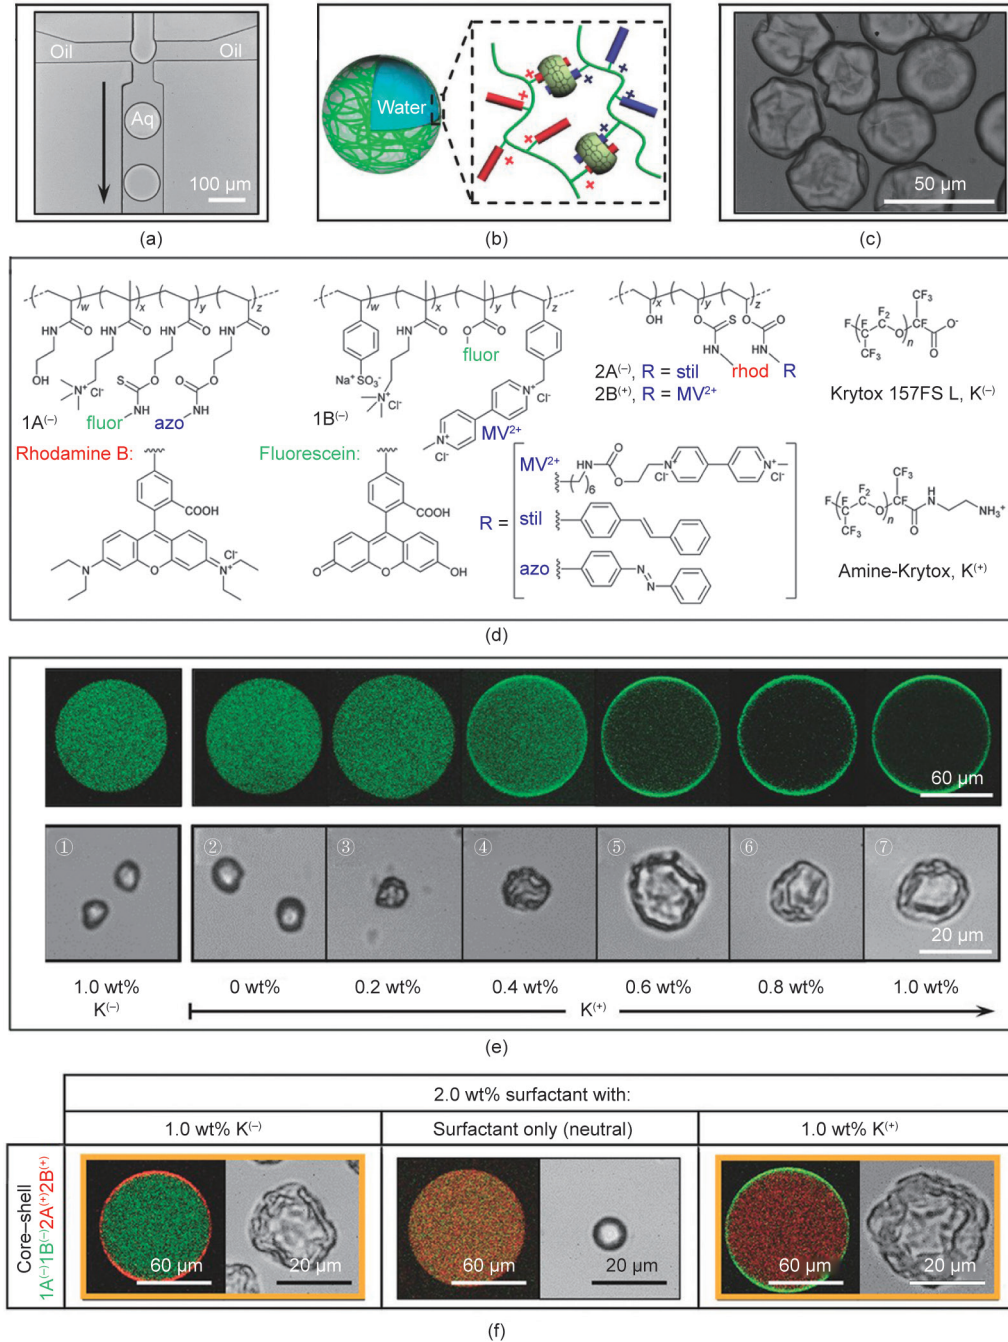 Oil
Oil
Aq
100 µm
(a)
Water
(b)
50 µm
(c)
w
x
y
z
HN
O
HN
O
HN
O
HN
O
OH
N⁺
Cl⁻
S
O
NH
O
O
NH
1A⁽⁻⁾
fluor
azo
w
x
y
z
HN
O
O
O
fluor
Na⁺ SO₃⁻
N⁺
Cl⁻
1B⁽⁻⁾
N⁺
Cl⁻
MV²⁺
N⁺
Cl⁻
x
y
z
OH
O
S
O
O
HN
HN
2A⁽⁻⁾, R = stil
rhod
R
2B⁽⁺⁾, R = MV²⁺
CF₃
F
F
F₂
C
C
O
CF
O⁻
CF₃
n
O
Krytox 157FS L, K⁽⁻⁾
Rhodamine B:
COOH
N
O
N⁺
Cl⁻
Fluorescein:
COOH
O
O
OH
R =
MV²⁺
HN
O
O
6
N⁺
Cl⁻
N⁺
Cl⁻
stil
azo
N
N
CF₃
F
F
F₂
C
C
O
CF
H
N
NH₃⁺
CF₃
n
O
Amine-Krytox, K⁽⁺⁾
(d)
60 µm
①
②
③
④
⑤
⑥
⑦
20 µm
1.0 wt%
K⁽⁻⁾
0 wt%
0.2 wt%
0.4 wt%
0.6 wt%
0.8 wt%
1.0 wt%
K⁽⁺⁾
(e)
2.0 wt% surfactant with:
1.0 wt% K⁽⁻⁾
Surfactant only (neutral)
1.0 wt% K⁽⁺⁾
Core–shell
1A⁽⁻⁾1B⁽⁻⁾2A⁽⁺⁾2B⁽⁺⁾
60 µm
20 µm
60 µm
20 µm
60 µm
20 µm
(f)